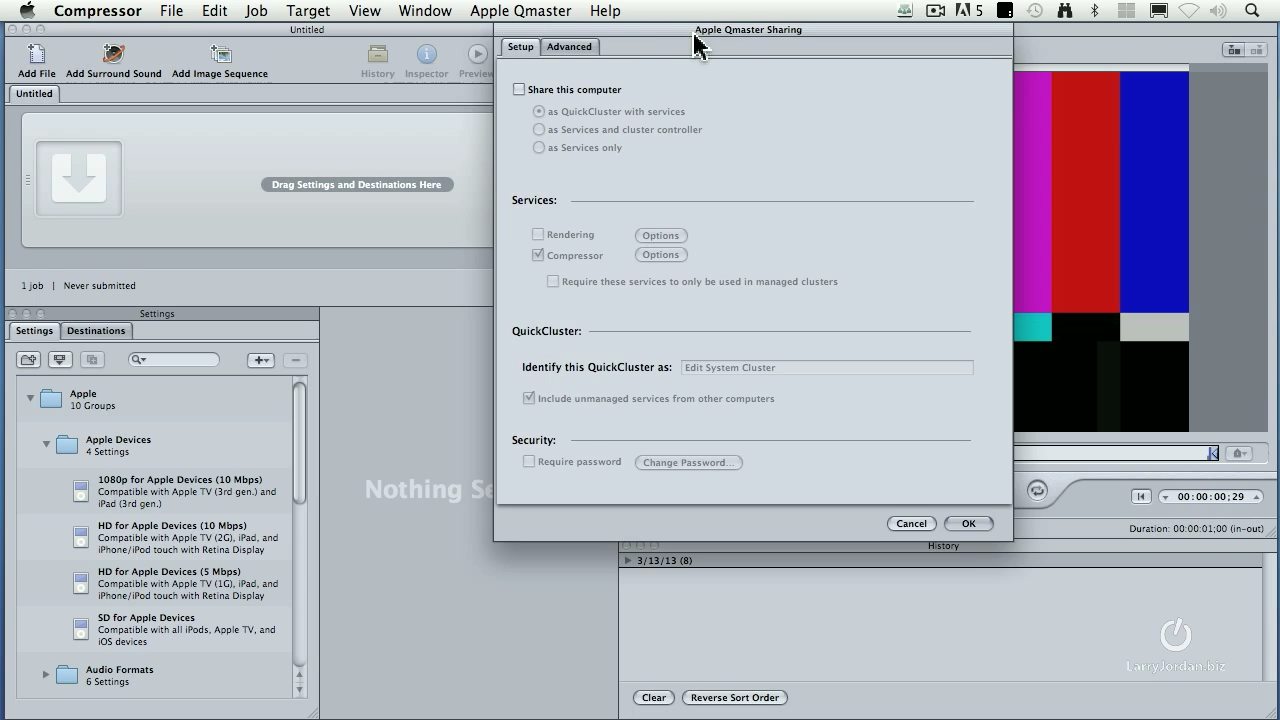 Compressor File Edit Job Target View Window Apple Qmaster Help
5
Untitled
Add File Add Surround Sound Add Image Sequence History Inspector Preview
Untitled
Drag Settings and Destinations Here
1 job | Never submitted
Settings
Settings Destinations
Apple
10 Groups
Apple Devices
4 Settings
1080p for Apple Devices (10 Mbps)
Compatible with Apple TV (3rd gen.) and
iPad (3rd gen.)
HD for Apple Devices (10 Mbps)
Compatible with Apple TV (2G), iPad, and
iPhone/iPod touch with Retina Display
HD for Apple Devices (5 Mbps)
Compatible with Apple TV (1G), iPad, and
iPhone/iPod touch with Retina Display
SD for Apple Devices
Compatible with all iPods, Apple TV, and
iOS devices
Audio Formats
6 Settings
Nothing Se
Apple Qmaster Sharing
Setup Advanced
Share this computer
as QuickCluster with services
as Services and cluster controller
as Services only
Services:
Rendering Options
Compressor Options
Require these services to only be used in managed clusters
QuickCluster:
Identify this QuickCluster as: Edit System Cluster
Include unmanaged services from other computers
Security:
Require password Change Password...
Cancel OK
00:00:00;29
Duration: 00:00:01;00 (in-out)
History
3/13/13 (8)
LarryJordan.biz
Clear Reverse Sort Order